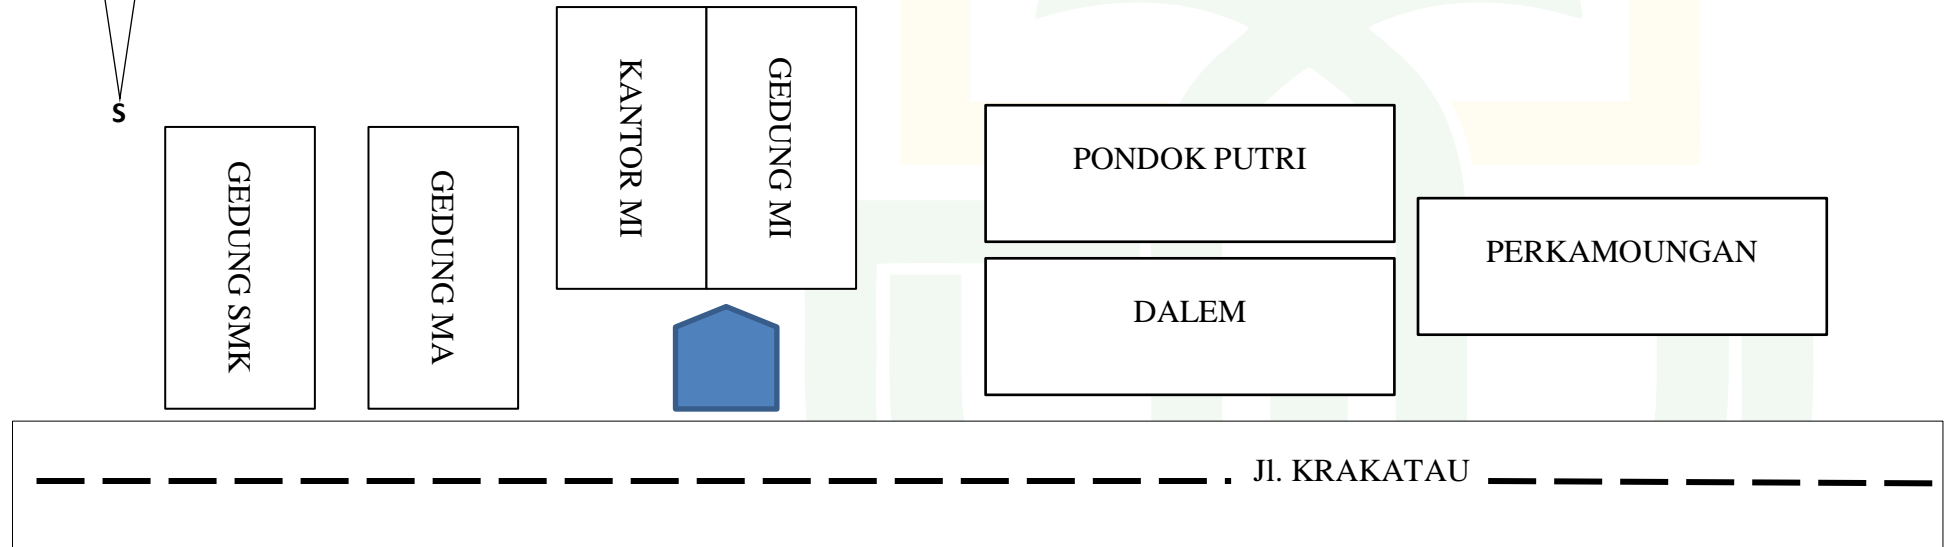 S
GEDUNG SMK
GEDUNG MA
KANTOR MI
GEDUNG MI
PONDOK PUTRI
DALEM
PERKAMOUNGAN
Jl. KRAKATAU